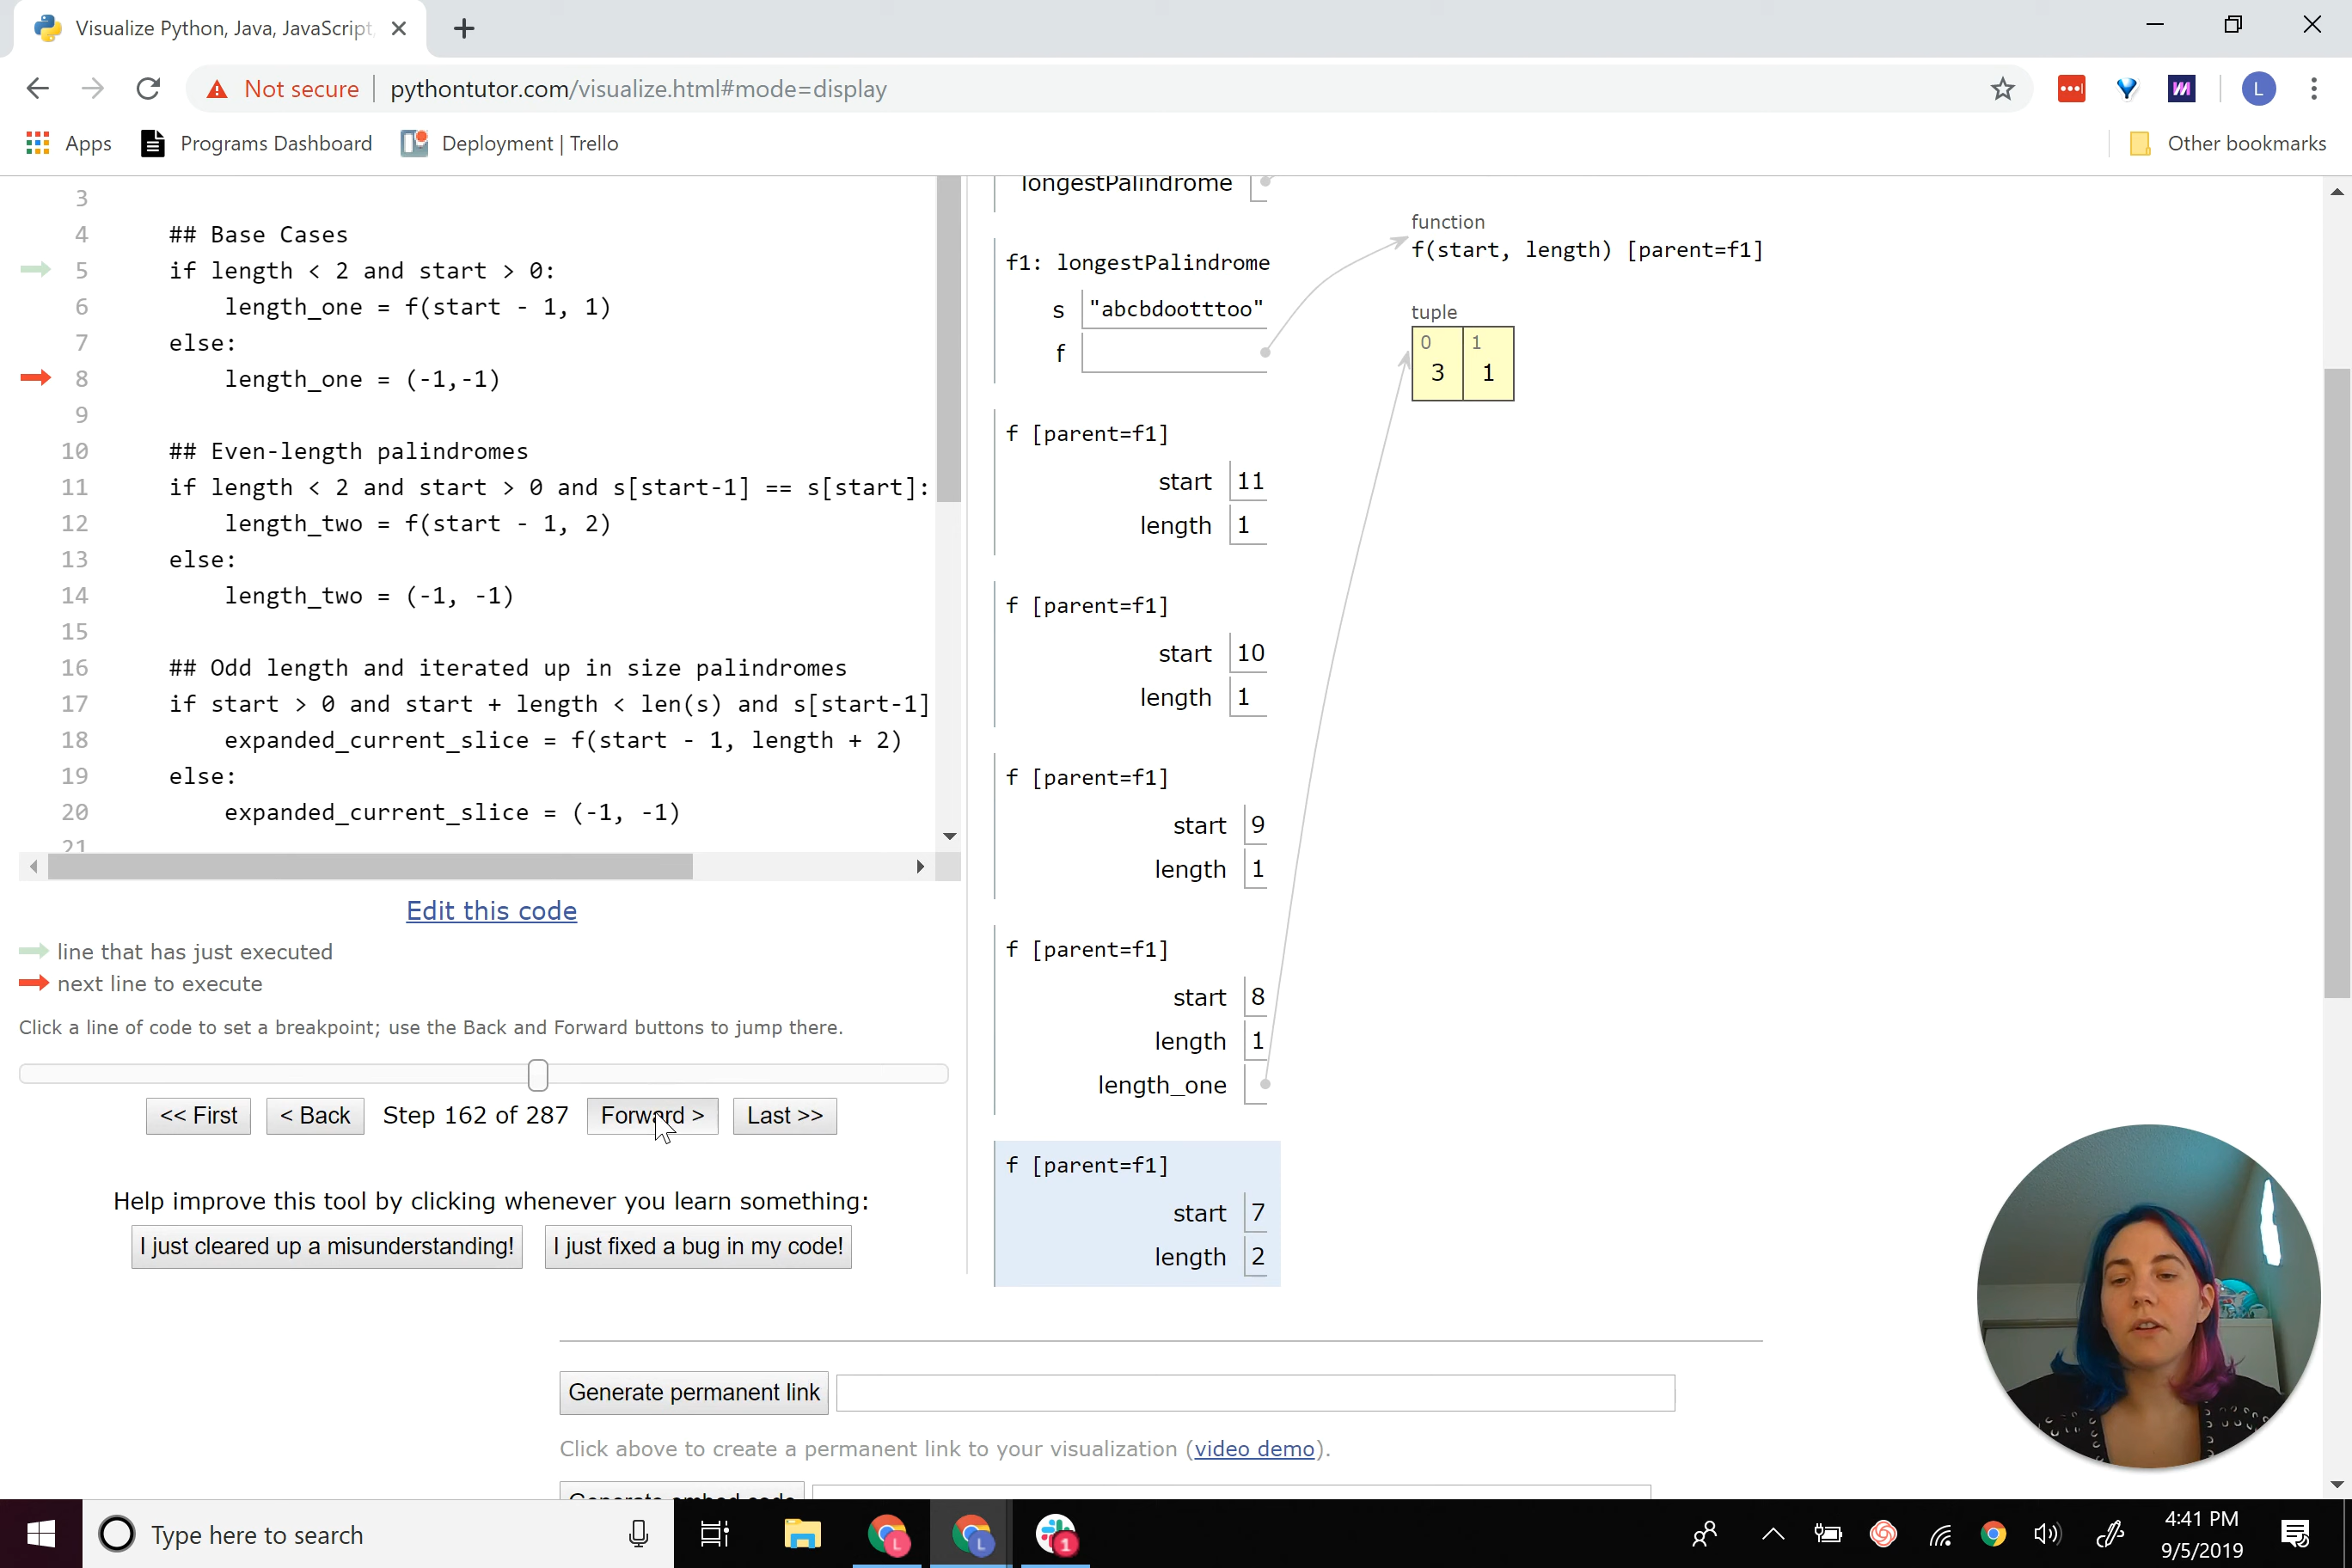 Visualize Python, Java, JavaScript,
Not secure
pythontutor.com/visualize.html#mode=display
L
Apps
Programs Dashboard
Deployment | Trello
Other bookmarks
3
4 ## Base Cases
5 if length < 2 and start > 0:
6 length_one = f(start - 1, 1)
7 else:
8 length_one = (-1,-1)
9
10 ## Even-length palindromes
11 if length < 2 and start > 0 and s[start-1] == s[start]:
12 length_two = f(start - 1, 2)
13 else:
14 length_two = (-1, -1)
15
16 ## Odd length and iterated up in size palindromes
17 if start > 0 and start + length < len(s) and s[start-1]
18 expanded_current_slice = f(start - 1, length + 2)
19 else:
20 expanded_current_slice = (-1, -1)
21
Edit this code
line that has just executed
next line to execute
Click a line of code to set a breakpoint; use the Back and Forward buttons to jump there.
<< First
< Back
Step 162 of 287
Forward >
Last >>
Help improve this tool by clicking whenever you learn something:
I just cleared up a misunderstanding!
I just fixed a bug in my code!
longestPalindrome
f1: longestPalindrome
s "abcbdootttoo"
f
f [parent=f1]
start 11
length 1
f [parent=f1]
start 10
length 1
f [parent=f1]
start 9
length 1
f [parent=f1]
start 8
length 1
length_one
f [parent=f1]
start 7
length 2
function
f(start, length) [parent=f1]
tuple
0 1
3 1
Generate permanent link
Click above to create a permanent link to your visualization (video demo).
Generate embed code
Type here to search
L
L
1
4:41 PM
9/5/2019